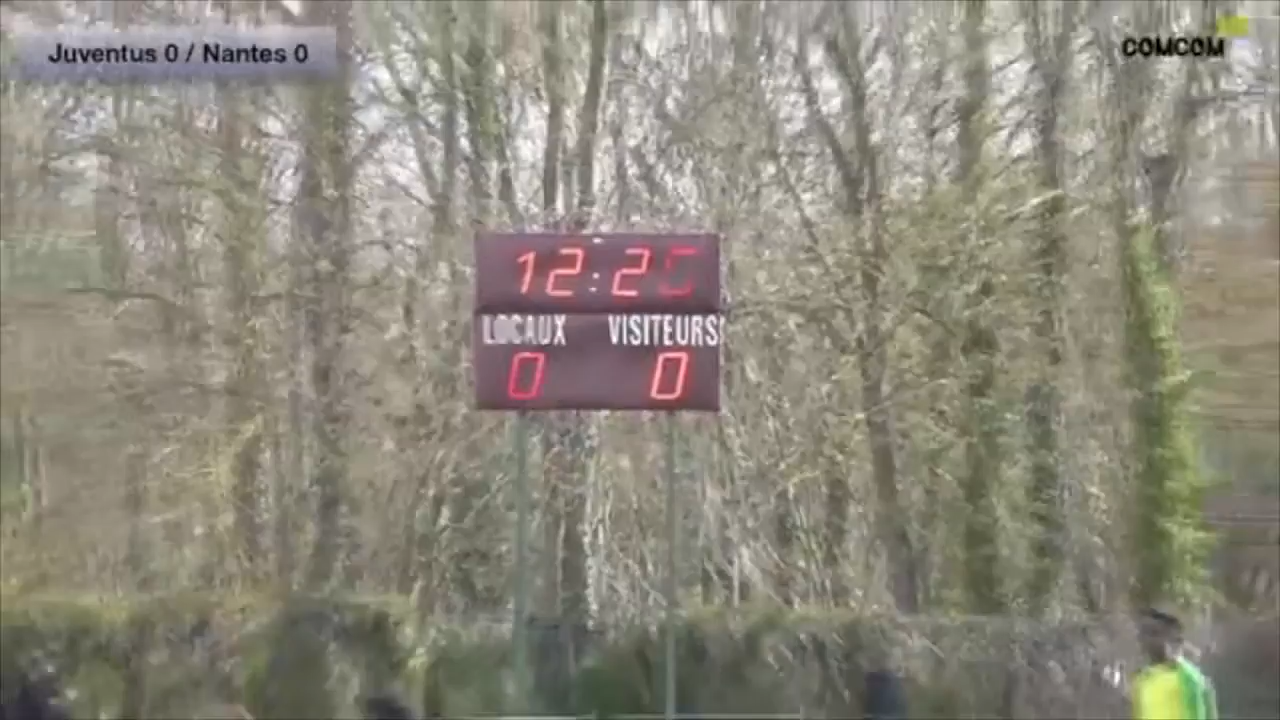 Juventus 0 / Nantes 0
COMCOM
12:2
LOCAUX VISITEURS
0 0